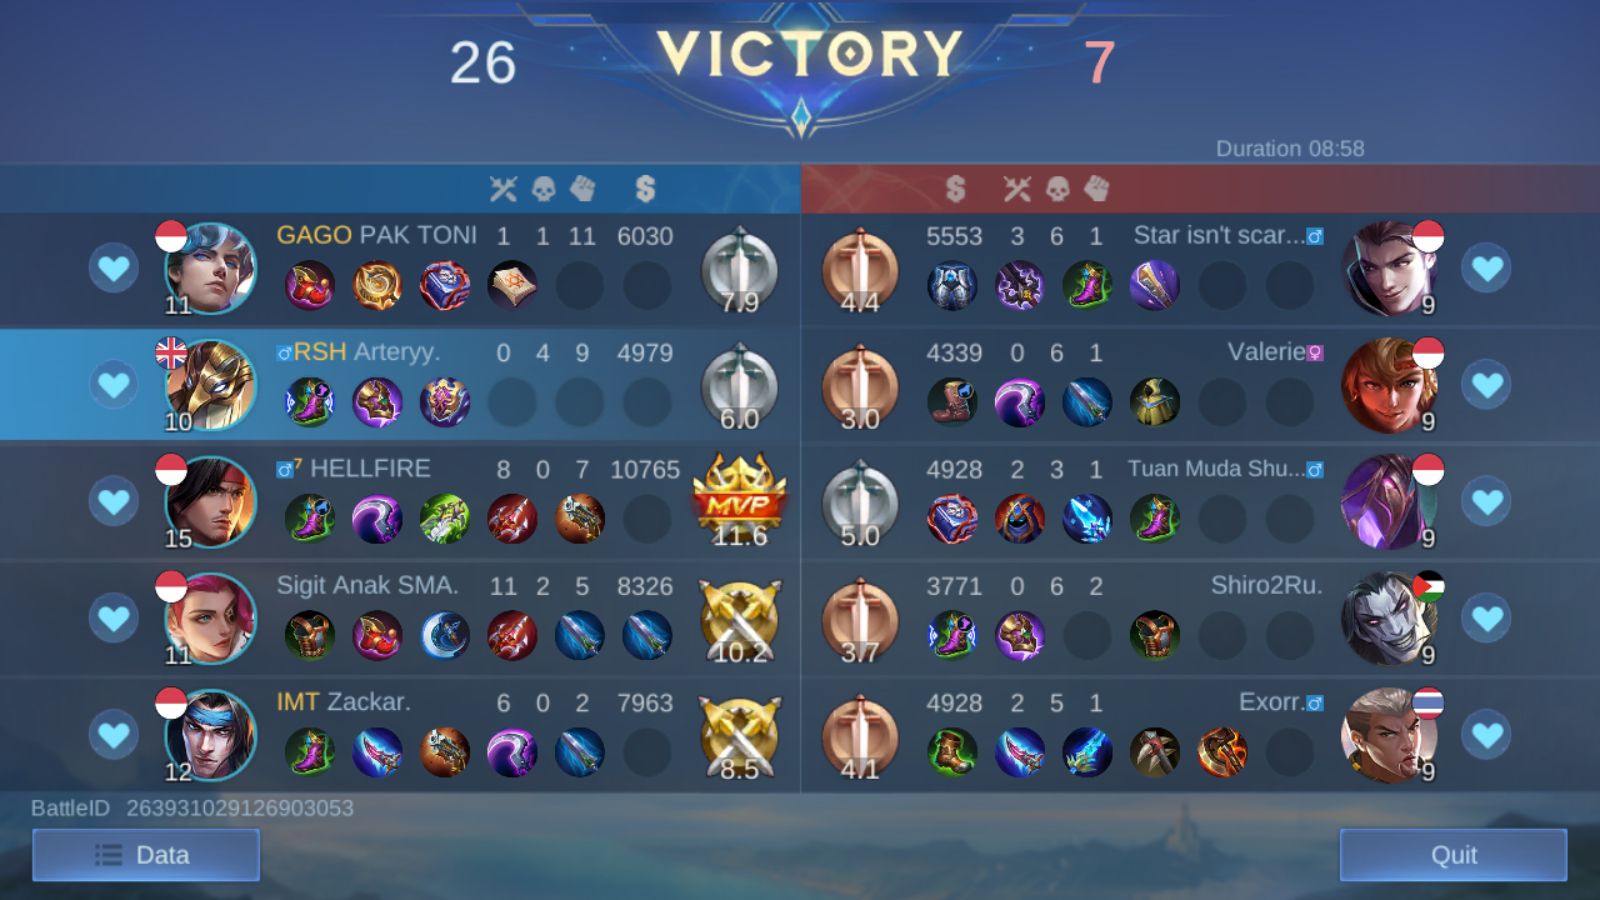 26 VICTORY 7
Duration 08:58
GAGO PAK TONI 1 1 11 6030 7.9 11
4.4 5553 3 6 1 Star isn't scar... 9
RSH Arteryy. 0 4 9 4979 6.0 10
3.0 4339 0 6 1 Valerie 9
7 HELLFIRE 8 0 7 10765 MVP 11.6 15
5.0 4928 2 3 1 Tuan Muda Shu... 9
Sigit Anak SMA. 11 2 5 8326 10.2 11
3.7 3771 0 6 2 Shiro2Ru. 9
IMT Zackar. 6 0 2 7963 8.5 12
4.1 4928 2 5 1 Exorr. 9
BattleID 263931029126903053
Data
Quit